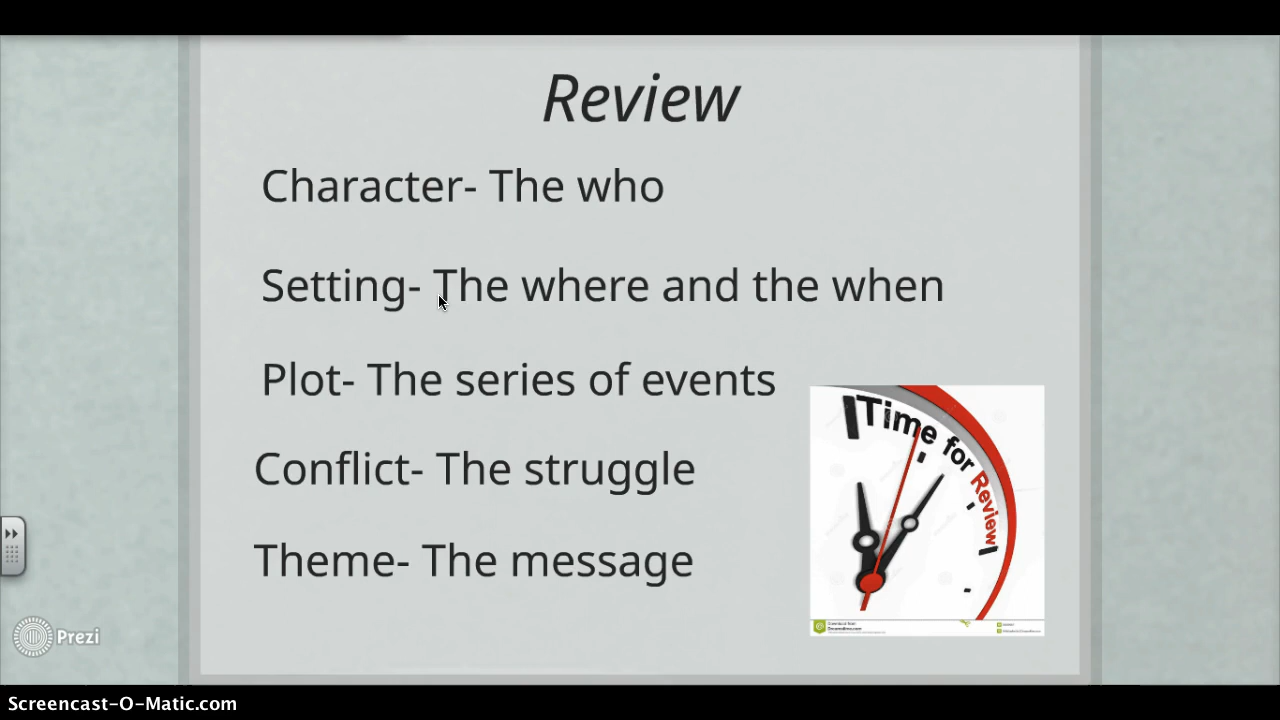 Review
Character- The who
Setting- The where and the when
Plot- The series of events
Conflict- The struggle
Theme- The message
Time for Review
Prezi
Screencast-O-Matic.com